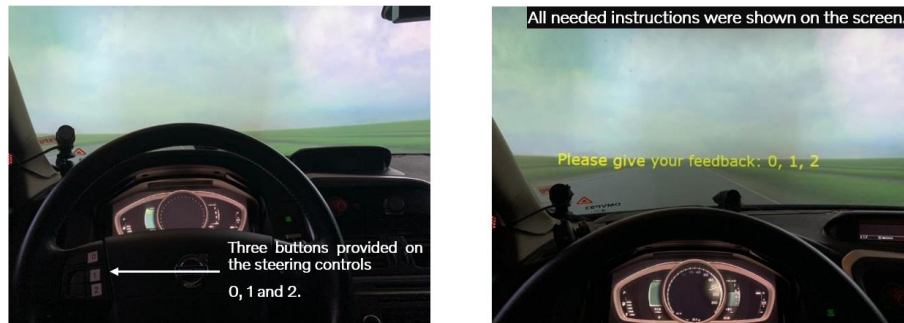 Three buttons provided on
the steering controls
0, 1 and 2.
All needed instructions were shown on the screen.
Please give your feedback: 0, 1, 2